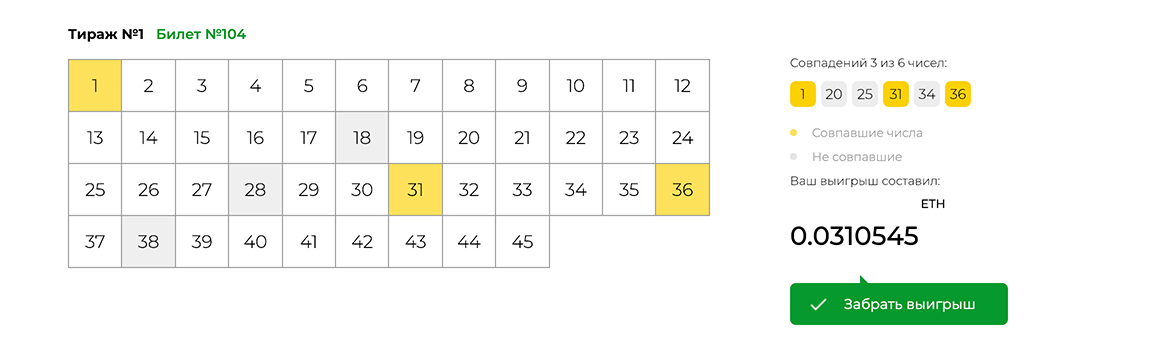 Тираж №1 Билет №104
1 2 3 4 5 6 7 8 9 10 11 12
13 14 15 16 17 18 19 20 21 22 23 24
25 26 27 28 29 30 31 32 33 34 35 36
37 38 39 40 41 42 43 44 45
Совпадений 3 из 6 чисел:
1 20 25 31 34 36
Совпавшие числа
Не совпавшие
Ваш выигрыш составил:
ETH
0.0310545
Забрать выигрыш